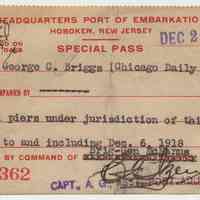 HEADQUARTERS PORT OF EMBARKATION
HOBOKEN, NEW JERSEY
SPECIAL PASS
DEC 2
George C. Briggs [Chicago Daily
piers under jurisdiction of thi
to and including Dec. 6, 1918
BY COMMAND OF
362
CAPT. A. G.